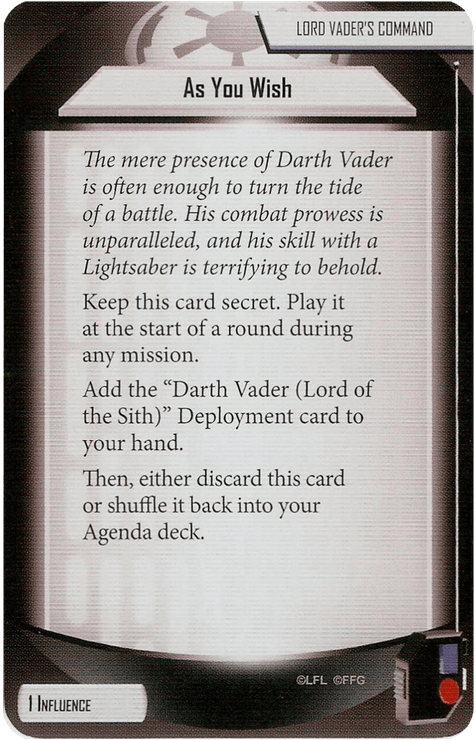 LORD VADER'S COMMAND
As You Wish
The mere presence of Darth Vader
is often enough to turn the tide
of a battle. His combat prowess is
unparalleled, and his skill with a
Lightsaber is terrifying to behold.
Keep this card secret. Play it
at the start of a round during
any mission.
Add the “Darth Vader (Lord of
the Sith)” Deployment card to
your hand.
Then, either discard this card
or shuffle it back into your
Agenda deck.
©LFL ©FFG
1 INFLUENCE